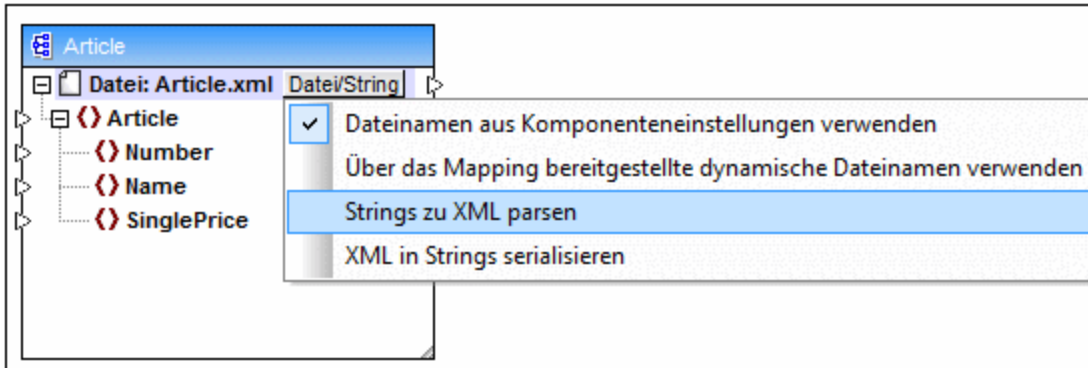 Article
Datei: Article.xml Datei/String
Article
Dateinamen aus Komponenteneinstellungen verwenden
Number
Über das Mapping bereitgestellte dynamische Dateinamen verwenden
Name
Strings zu XML parsen
SinglePrice
XML in Strings serialisieren